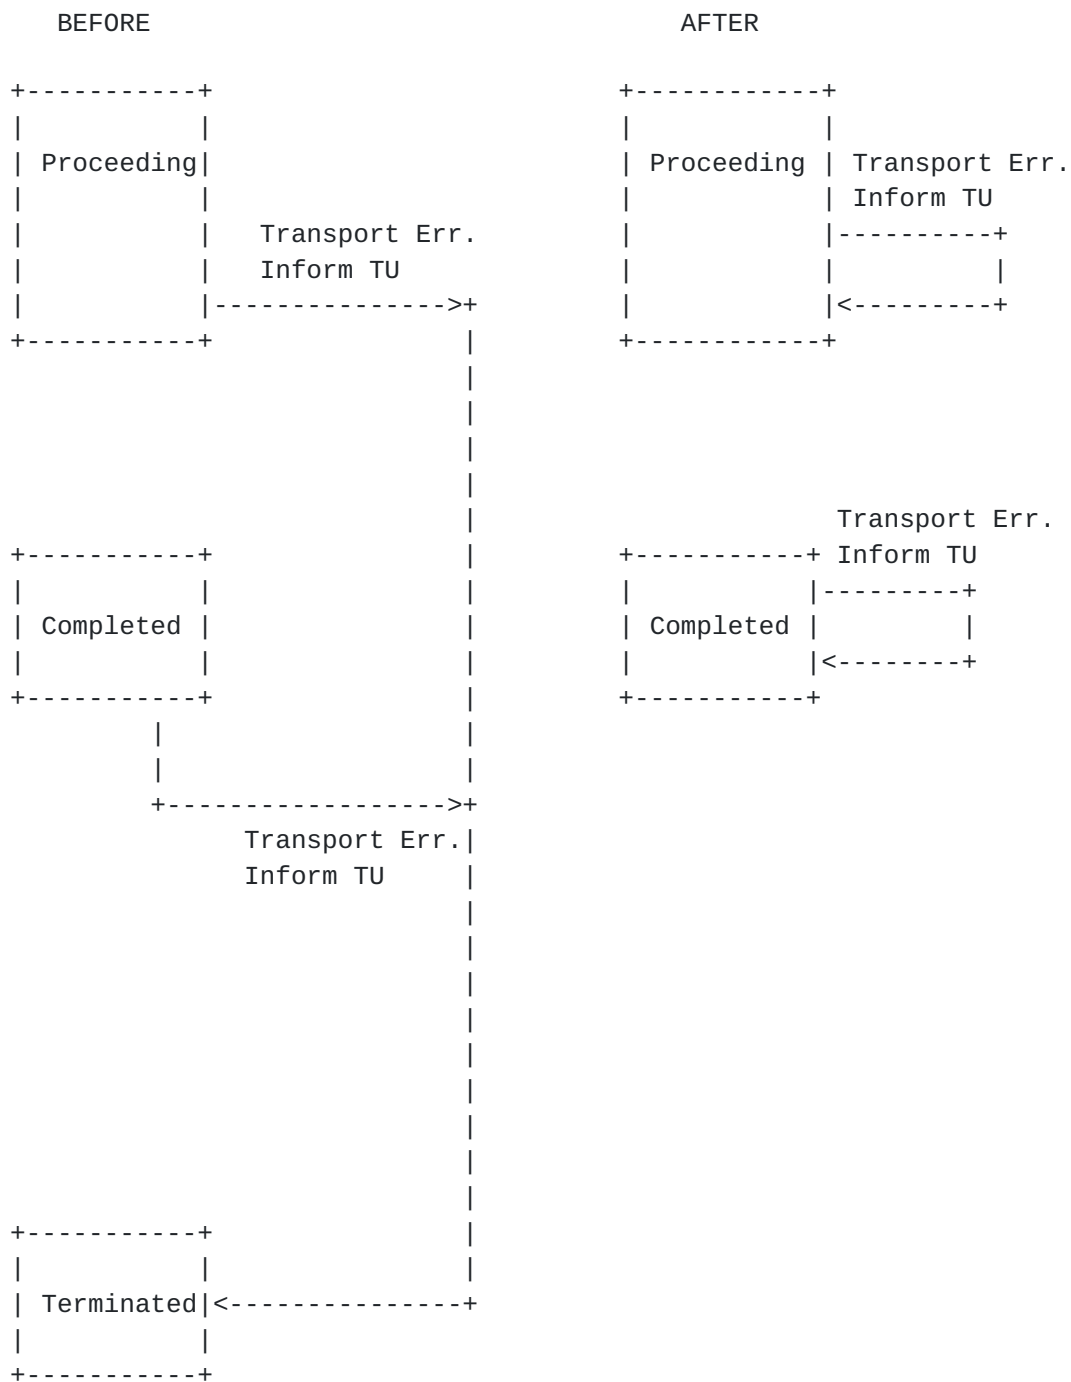 BEFORE AFTER
Proceeding Proceeding Transport Err.
Inform TU
Transport Err.
Inform TU
Transport Err.
Inform TU
Completed Completed
Transport Err.
Inform TU
Terminated